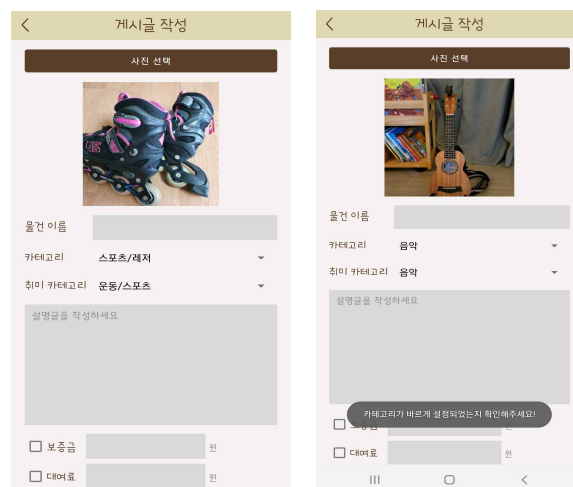 게시글 작성
사진 선택
물건 이름
카테고리 스포츠/레저
취미 카테고리 운동/스포츠
설명글을 작성하세요
보증금 원
대여료 원
게시글 작성
사진 선택
물건 이름
카테고리 음악
취미 카테고리 음악
설명글을 작성하세요
카테고리가 바르게 설정되었는지 확인해주세요!
대여료 원